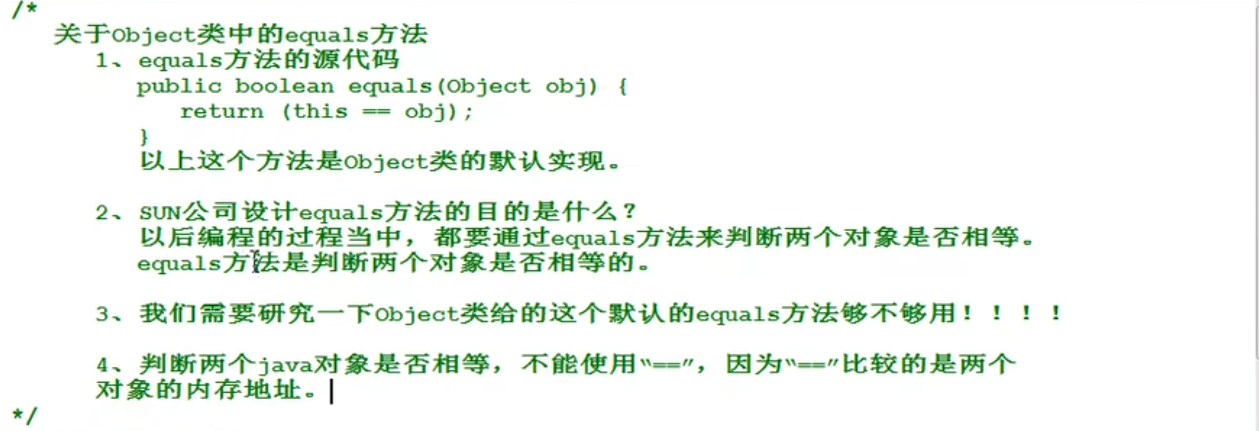 /*
关于Object类中的equals方法
1、equals方法的源代码
public boolean equals(Object obj) {
return (this == obj);
}
以上这个方法是Object类的默认实现。
2、SUN公司设计equals方法的目的是什么？
以后编程的过程当中，都要通过equals方法来判断两个对象是否相等。
equals方法是判断两个对象是否相等的。
3、我们需要研究一下Object类给的这个默认的equals方法够不够用！！！！
4、判断两个java对象是否相等，不能使用“==”，因为“==”比较的是两个
对象的内存地址。
*/